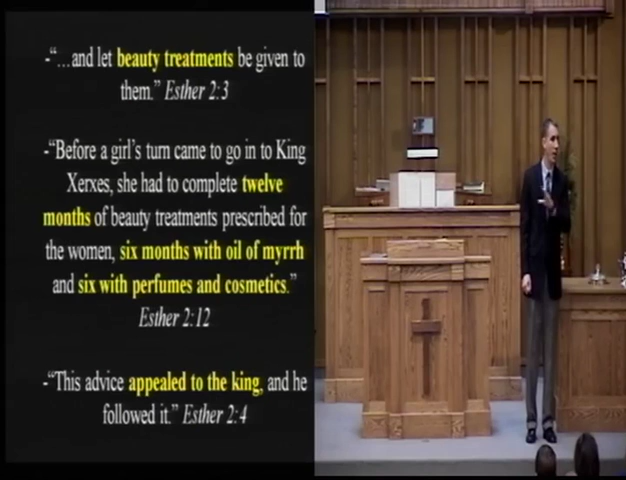 -“...and let beauty treatments be given to
them.” Esther 2:3
-“Before a girl’s turn came to go in to King
Xerxes, she had to complete twelve
months of beauty treatments prescribed for
the women, six months with oil of myrrh
and six with perfumes and cosmetics.”
Esther 2:12
-“This advice appealed to the king, and he
followed it.” Esther 2:4